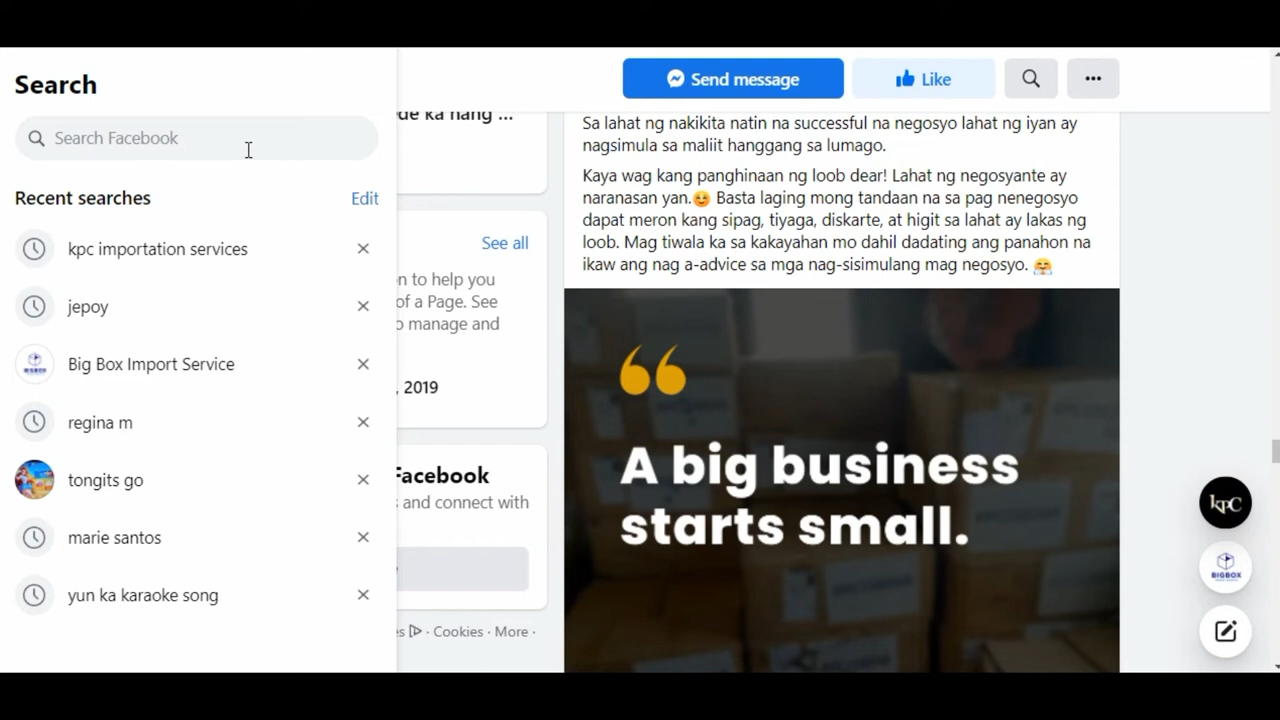 Search
Search Facebook
Recent searches
Edit
kpc importation services
jepoy
Big Box Import Service
regina m
tongits go
marie santos
yun ka karaoke song
de ka nang ...
See all
n to help you
of a Page. See
o manage and
, 2019
Facebook
s and connect with
es · Cookies · More ·
Send message
Like
Sa lahat ng nakikita natin na successful na negosyo lahat ng iyan ay
nagsimula sa maliit hanggang sa lumago.
Kaya wag kang panghinaan ng loob dear! Lahat ng negosyante ay
naranasan yan.☺️ Basta laging mong tandaan na sa pag nenegosyo
dapat meron kang sipag, tiyaga, diskarte, at higit sa lahat ay lakas ng
loob. Mag tiwala ka sa kakayahan mo dahil dadating ang panahon na
ikaw ang nag a-advice sa mga nag-sisimulang mag negosyo. 🤗
“
A big business
starts small.
kpC
BIGBOX